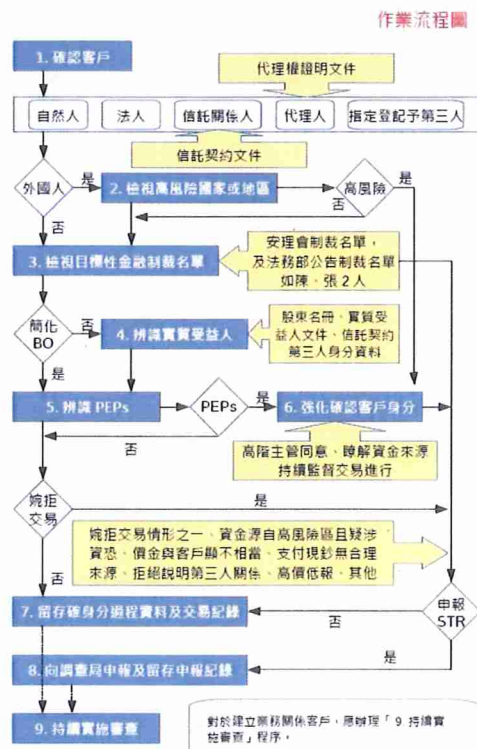 作業流程圖
1. 確認客戶
代理權證明文件
自然人
法人
信託關係人
代理人
指定登記予第三人
信託契約文件
外國人
是
2. 檢視高風險國家或地區
高風險
是
否
否
3. 檢視目標性金融制裁名單
安理會制裁名單，
及法務部公告制裁名單
如陳、張2人
簡化
BO
否
4. 辨識實質受益人
股東名冊、實質受
益人文件、信託契約
第三人身分資料
是
5. 辨識 PEPs
PEPs
是
6. 強化確認客戶身分
否
高階主管同意、瞭解資金來源
持續監督交易進行
婉拒
交易
是
婉拒交易情形之一、資金源自高風險區且疑涉
資恐、價金與客戶顯不相當、支付現鈔無合理
來源、拒絕說明第三人關係、高價低報、其他
否
7. 留存確身分過程資料及交易紀錄
否
申報
STR
8. 向調查局申報及留存申報記錄
是
9. 持續實施審查
對於建立業務關係客戶，應辦理「9 持續實
施審查」程序，